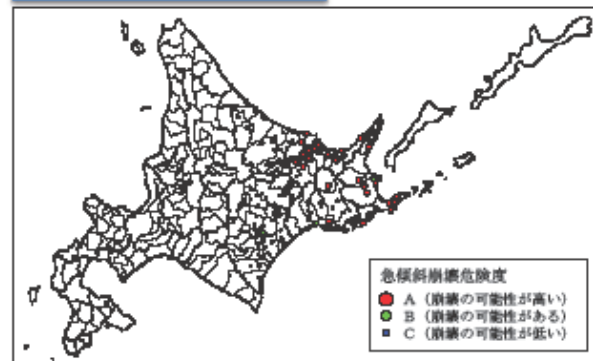 急傾斜崩壊危険度
A（崩壊の可能性が高い）
B（崩壊の可能性がある）
C（崩壊の可能性が低い）